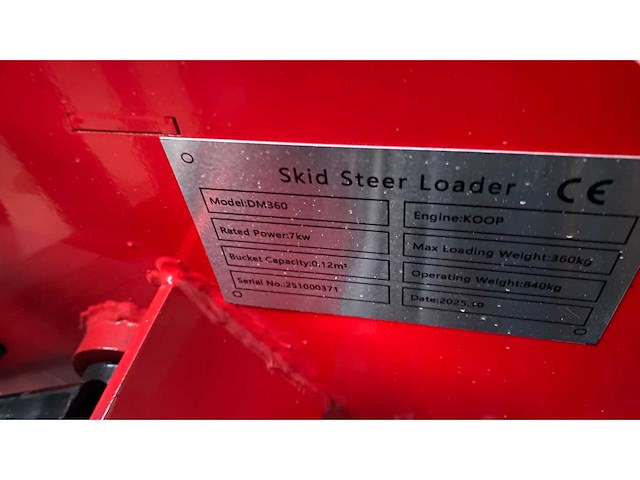 Skid Steer Loader CE
Model:DM360
Engine:KOOP
Rated Power:7kw
Max Loading Weight:360kg
Bucket Capacity:0.12m³
Operating Weight:840kg
Serial No.:251000371
Date:2025.10